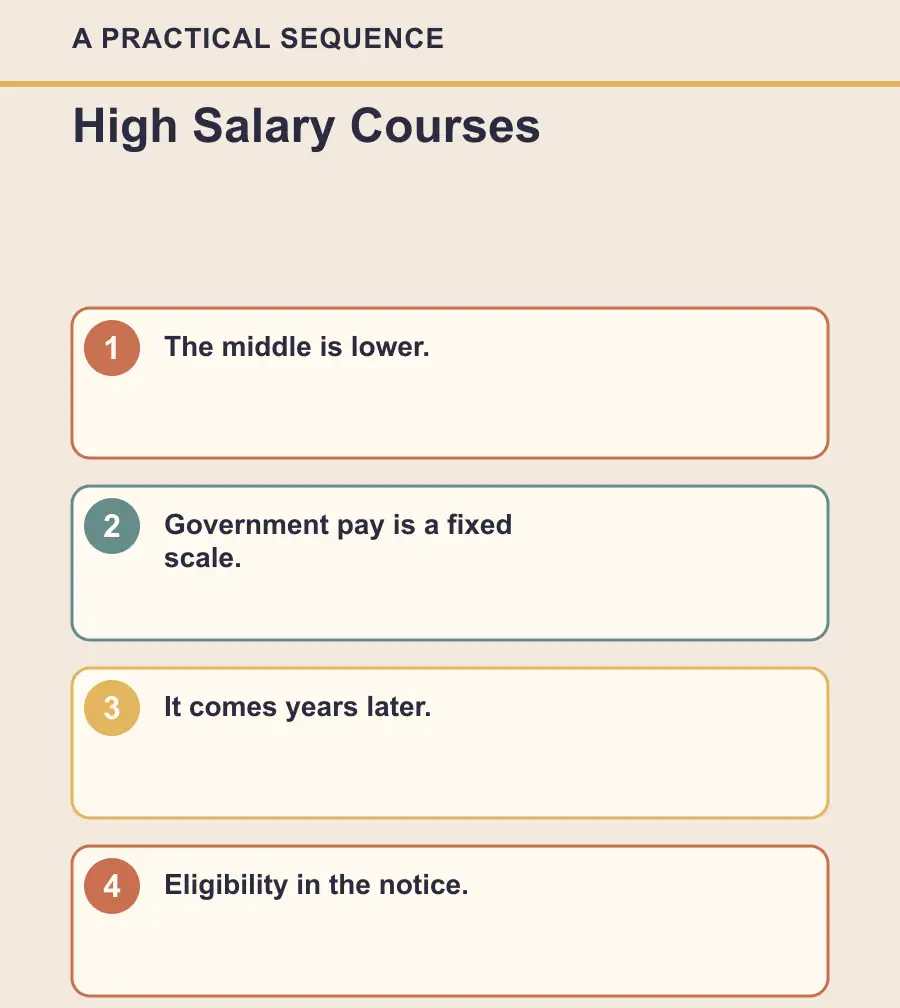 A PRACTICAL SEQUENCE
High Salary Courses
1
The middle is lower.
2
Government pay is a fixed
scale.
3
It comes years later.
4
Eligibility in the notice.